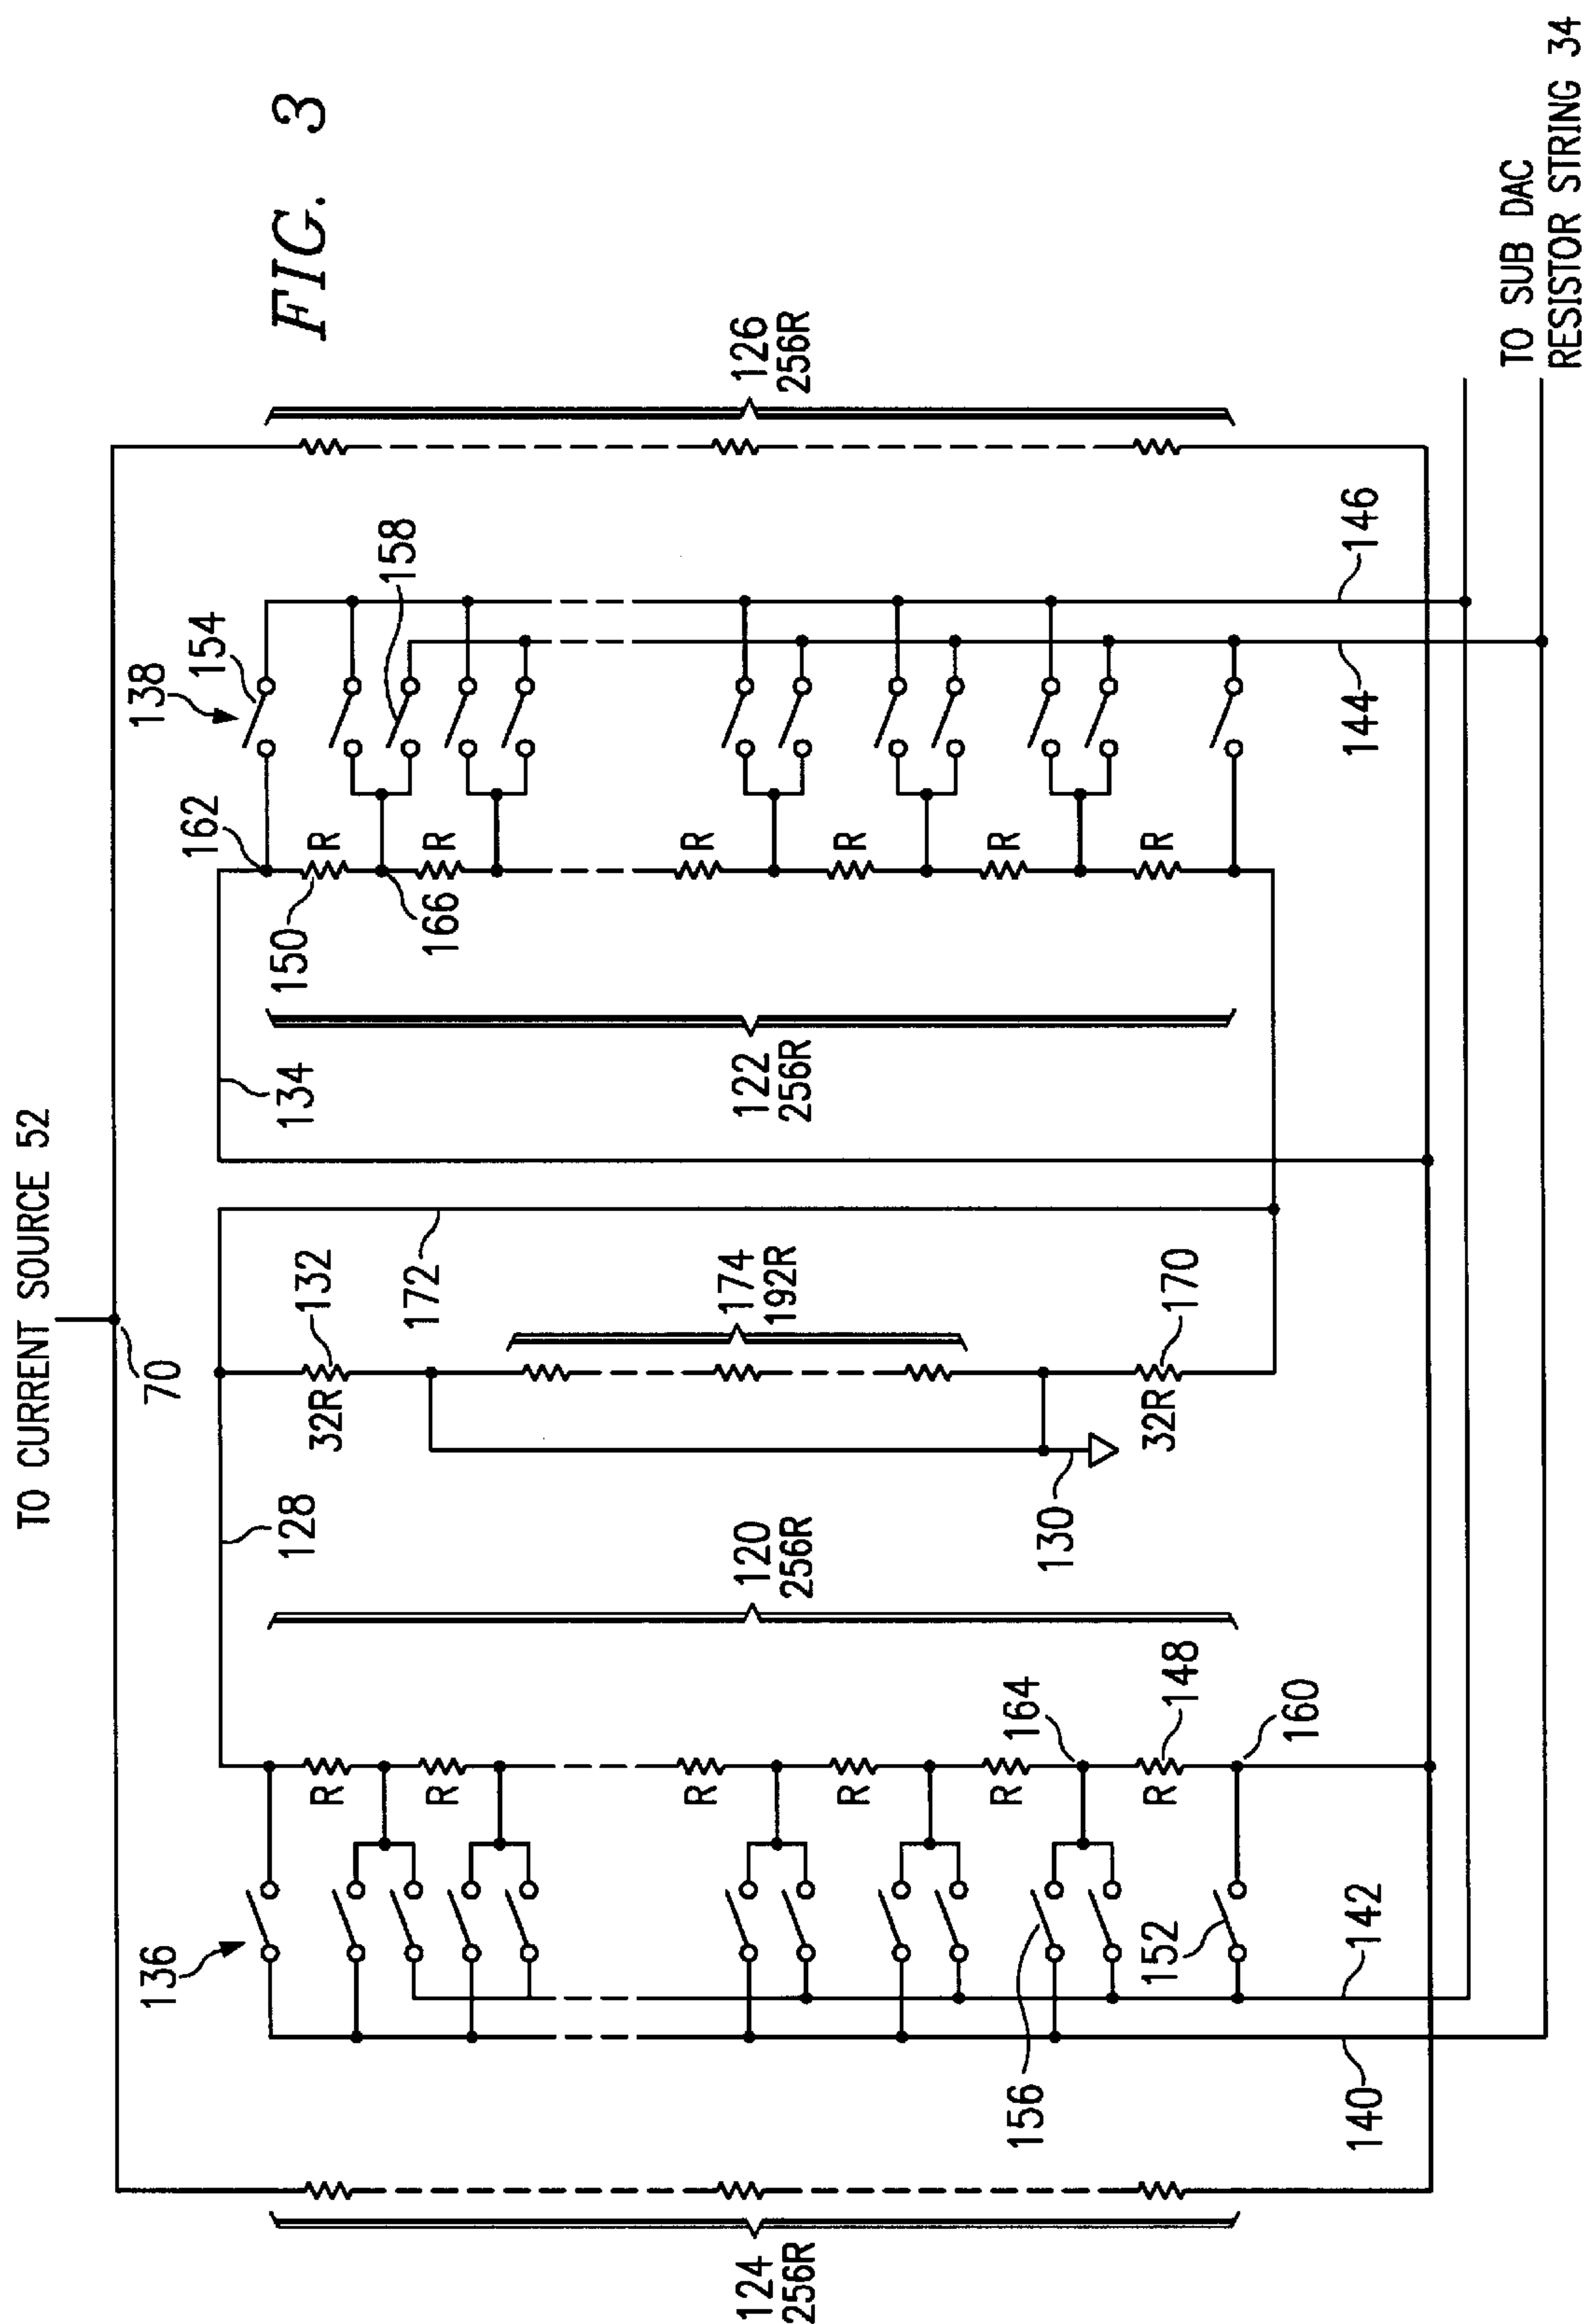 FIG. 3
TO CURRENT SOURCE 52
70
124
256R
136
140
142
152
156
R
R
R
R
R
R
164
148
160
120
256R
128
130
32R
132
32R
170
174
192R
172
134
122
256R
150
162
166
R
R
R
R
R
R
138
154
158
144
146
126
256R
TO SUB DAC
RESISTOR STRING 34